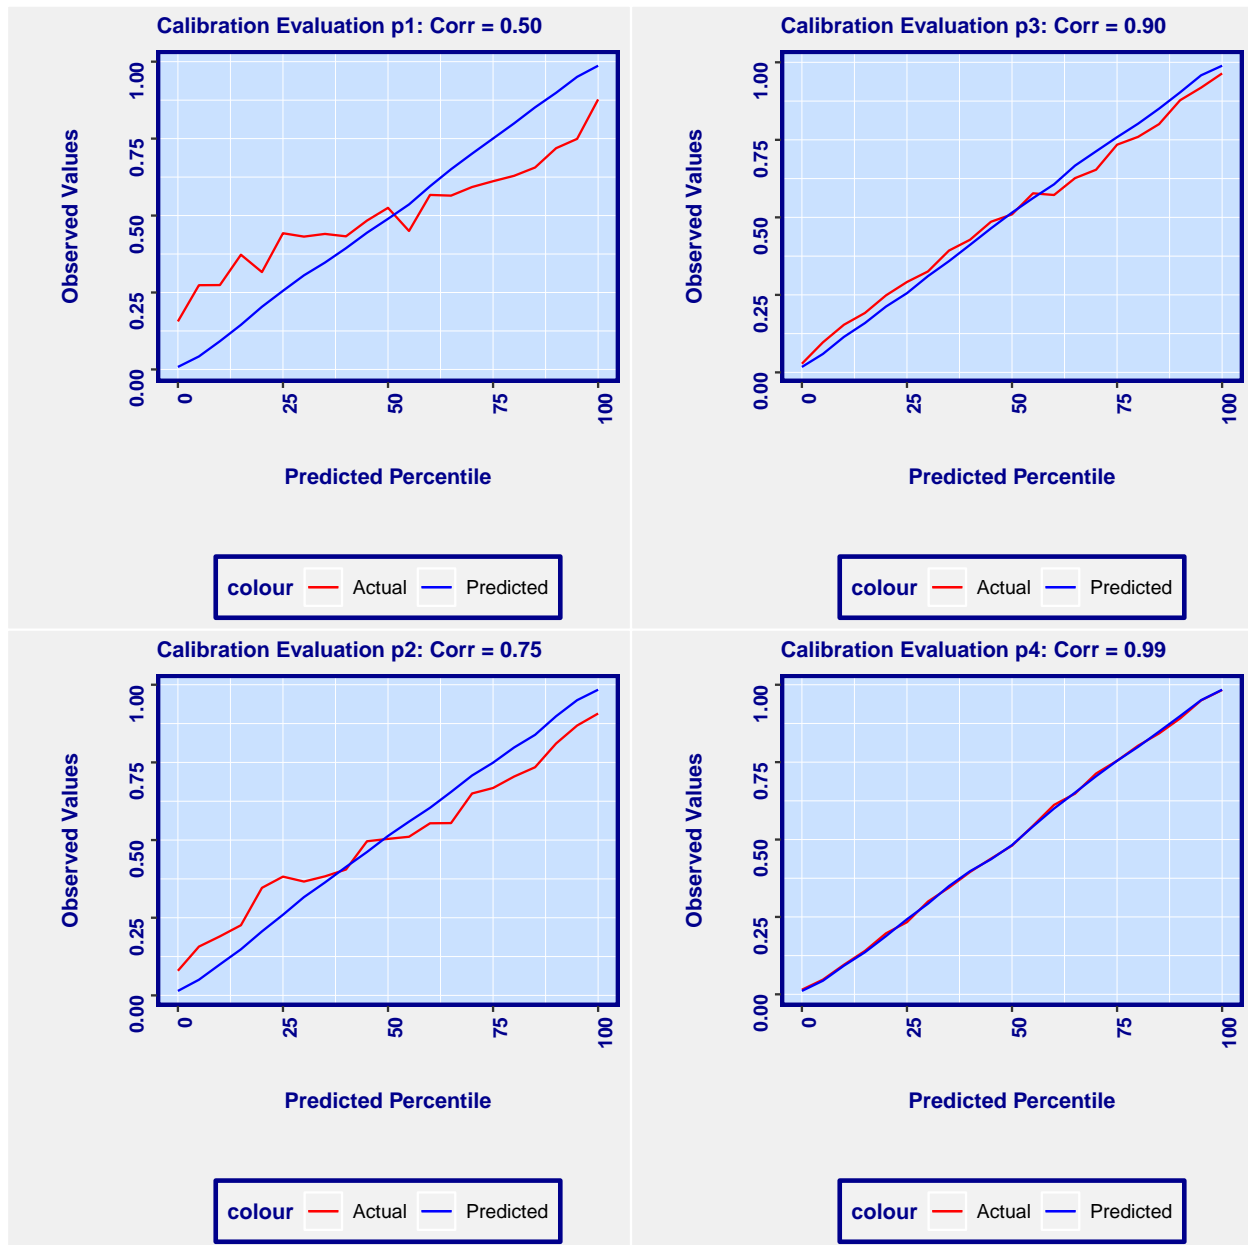 Calibration Evaluation p1: Corr = 0.50
Observed Values
1.00
0.75
0.50
0.25
0.00
0 25 50 75 100
Predicted Percentile
colour Actual Predicted
Calibration Evaluation p3: Corr = 0.90
Observed Values
1.00
0.75
0.50
0.25
0.00
0 25 50 75 100
Predicted Percentile
colour Actual Predicted
Calibration Evaluation p2: Corr = 0.75
Observed Values
1.00
0.75
0.50
0.25
0.00
0 25 50 75 100
Predicted Percentile
colour Actual Predicted
Calibration Evaluation p4: Corr = 0.99
Observed Values
1.00
0.75
0.50
0.25
0.00
0 25 50 75 100
Predicted Percentile
colour Actual Predicted